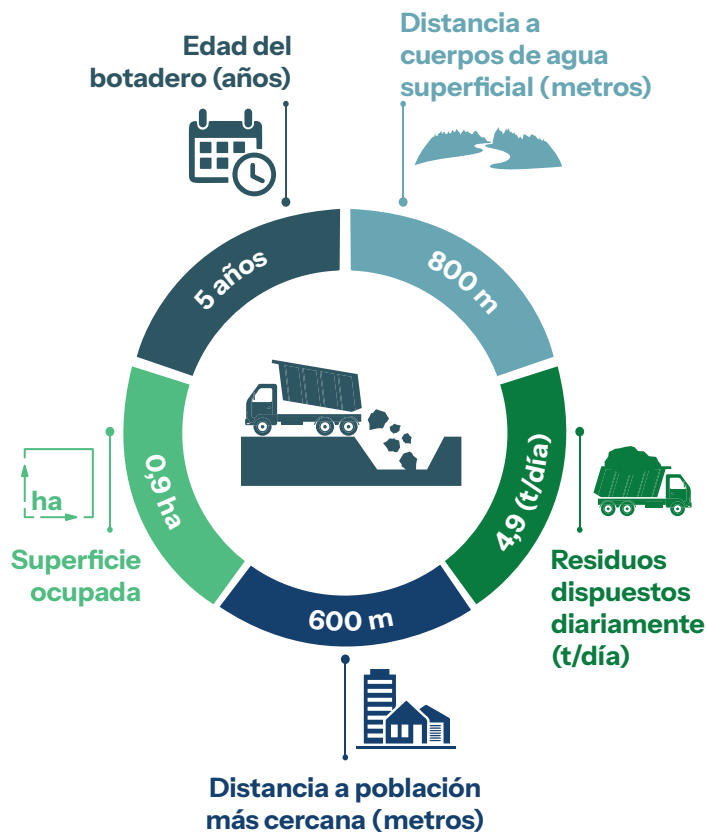 Edad del
botadero (años)
Distancia a
cuerpos de agua
superficial (metros)
5 años
800 m
0,9 ha
4,9 (t/día)
600 m
ha
Superficie
ocupada
Residuos
dispuestos
diariamente
(t/día)
Distancia a población
más cercana (metros)